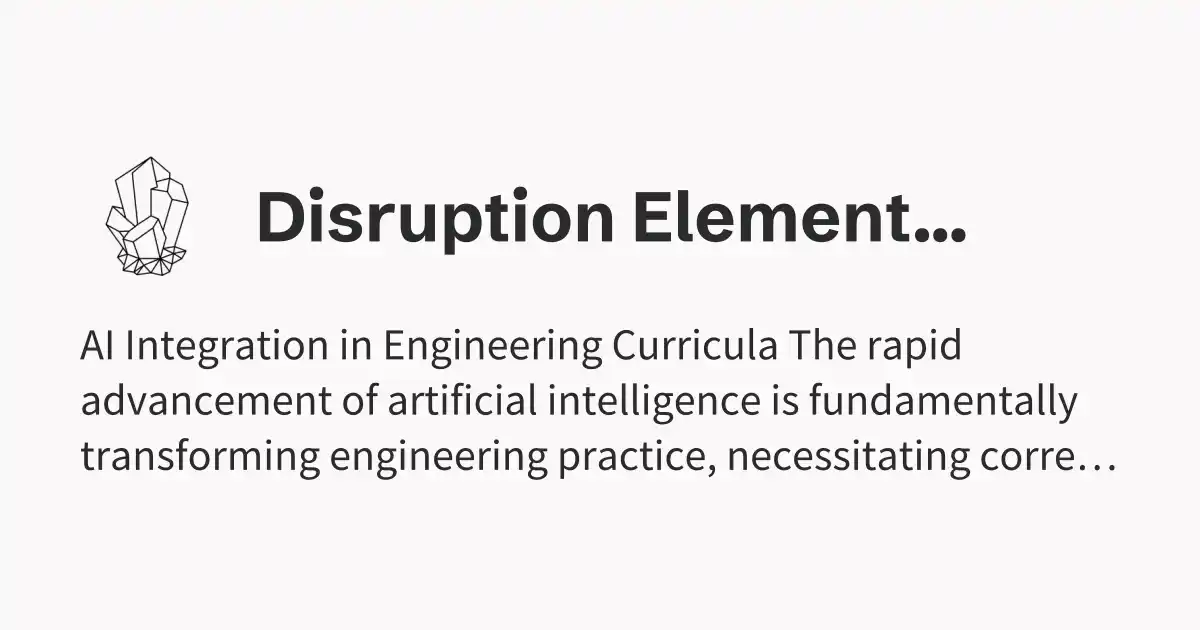 Disruption Element...
AI Integration in Engineering Curricula The rapid
advancement of artificial intelligence is fundamentally
transforming engineering practice, necessitating corre…